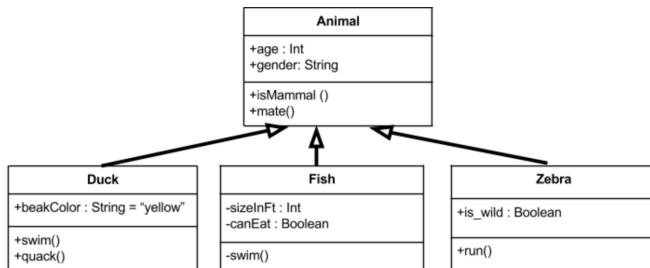 Animal
+age : Int
+gender: String
+isMammal ()
+mate()
Duck
+beakColor : String = “yellow”
+swim()
+quack()
Fish
-sizeInFt : Int
-canEat : Boolean
-swim()
Zebra
+is_wild : Boolean
+run()